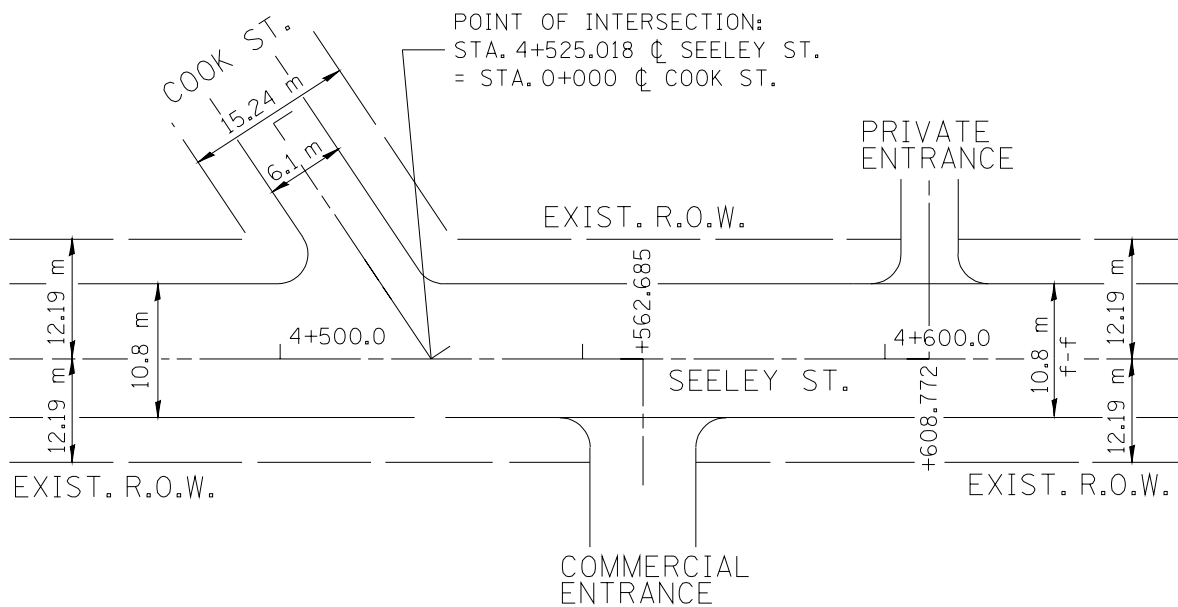 POINT OF INTERSECTION:
STA. 4+525.018 ℄ SEELEY ST.
= STA. 0+000 ℄ COOK ST.
COOK ST.
15.24 m
6.1 m
PRIVATE
ENTRANCE
EXIST. R.O.W.
12.19 m
10.8 m
12.19 m
4+500.0
+562.685
4+600.0
SEELEY ST.
+608.772
10.8 m
f-f
12.19 m
12.19 m
EXIST. R.O.W.
EXIST. R.O.W.
COMMERCIAL
ENTRANCE